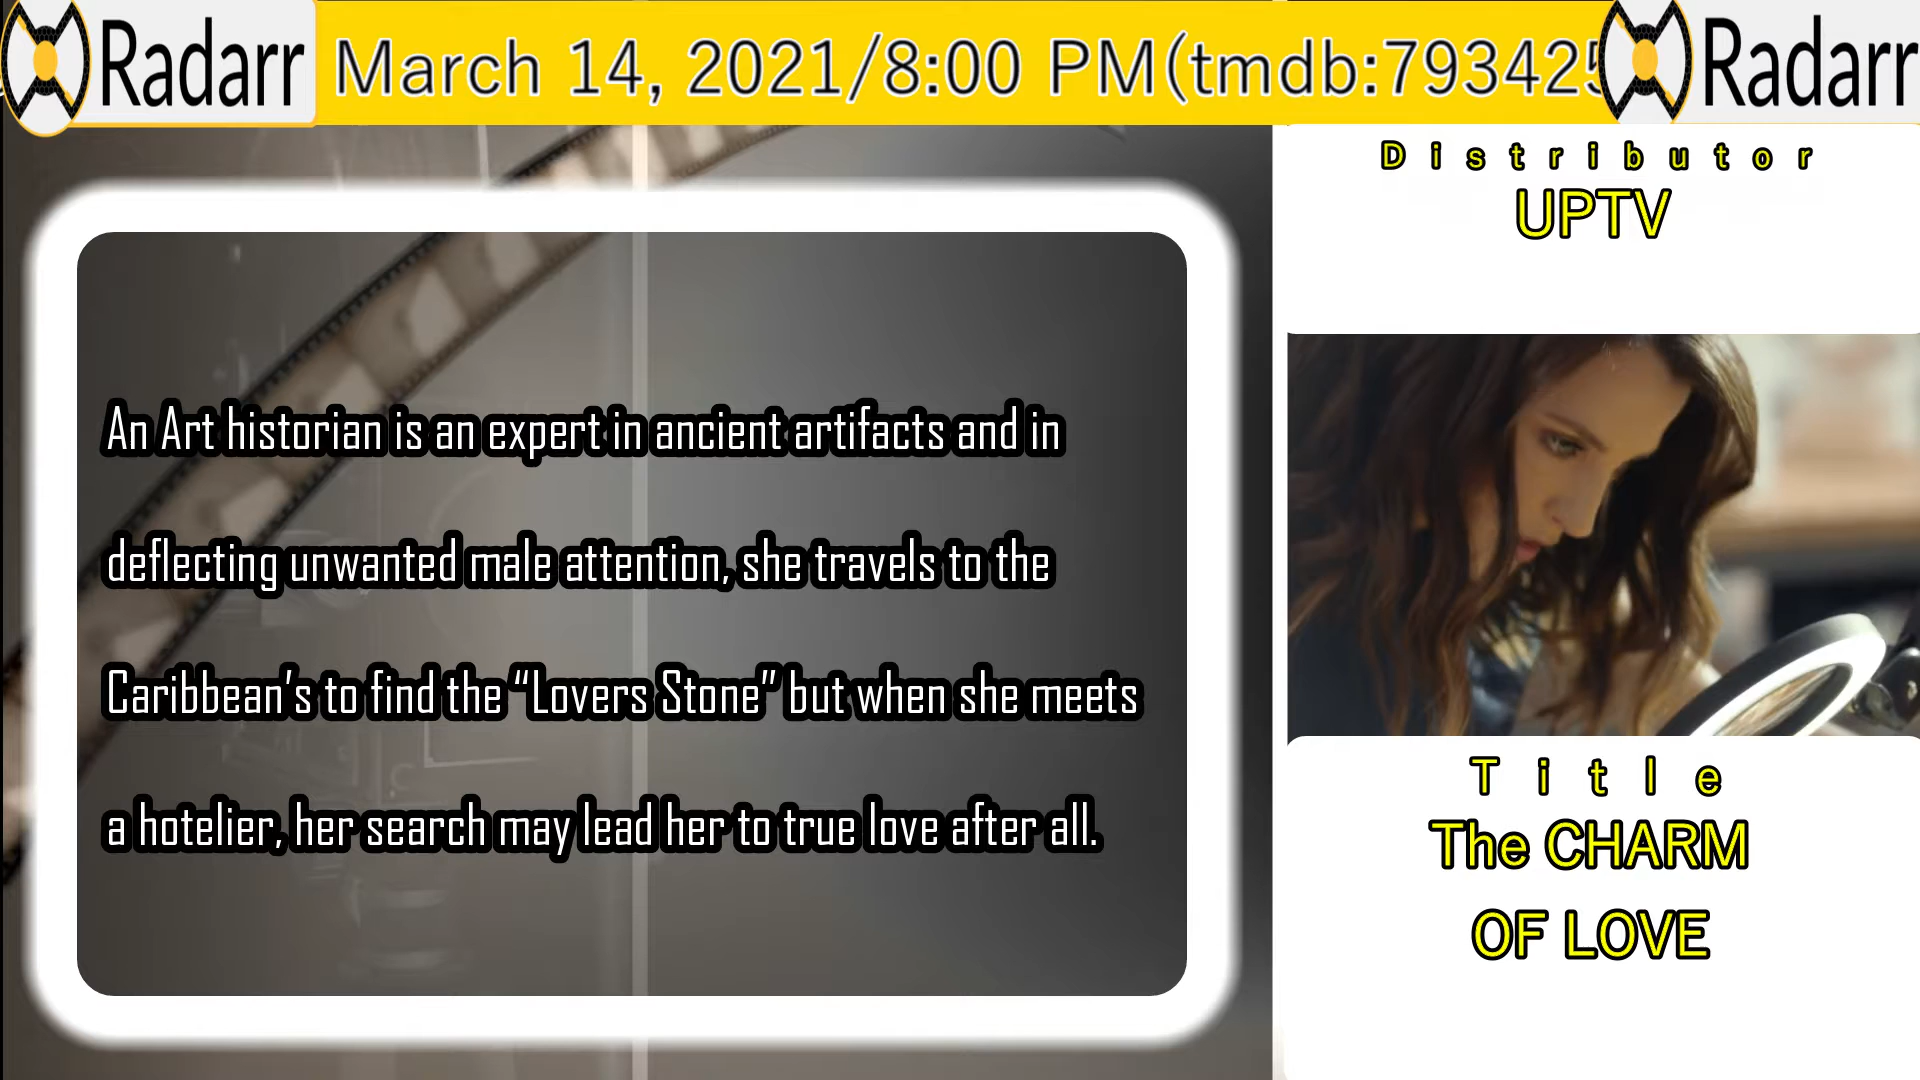 Radarr
March 14, 2021/8:00 PM(tmdb:793425
Radarr
An Art historian is an expert in ancient artifacts and in
deflecting unwanted male attention, she travels to the
Caribbean’s to find the “Lovers Stone” but when she meets
a hotelier, her search may lead her to true love after all.
Distributor
UPTV
Title
The CHARM
OF LOVE